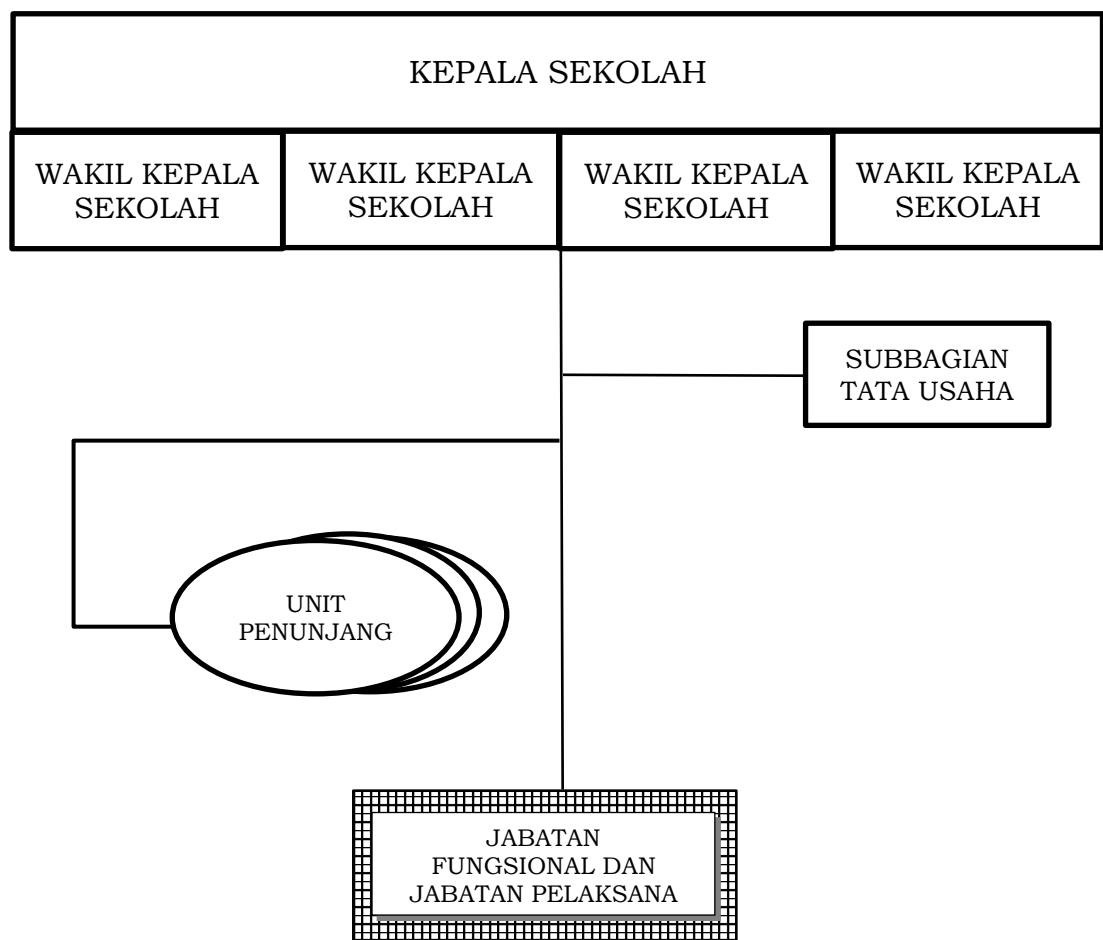 KEPALA SEKOLAH
WAKIL KEPALA
SEKOLAH
WAKIL KEPALA
SEKOLAH
WAKIL KEPALA
SEKOLAH
WAKIL KEPALA
SEKOLAH
SUBBAGIAN
TATA USAHA
UNIT
PENUNJANG
JABATAN
FUNGSIONAL DAN
JABATAN PELAKSANA